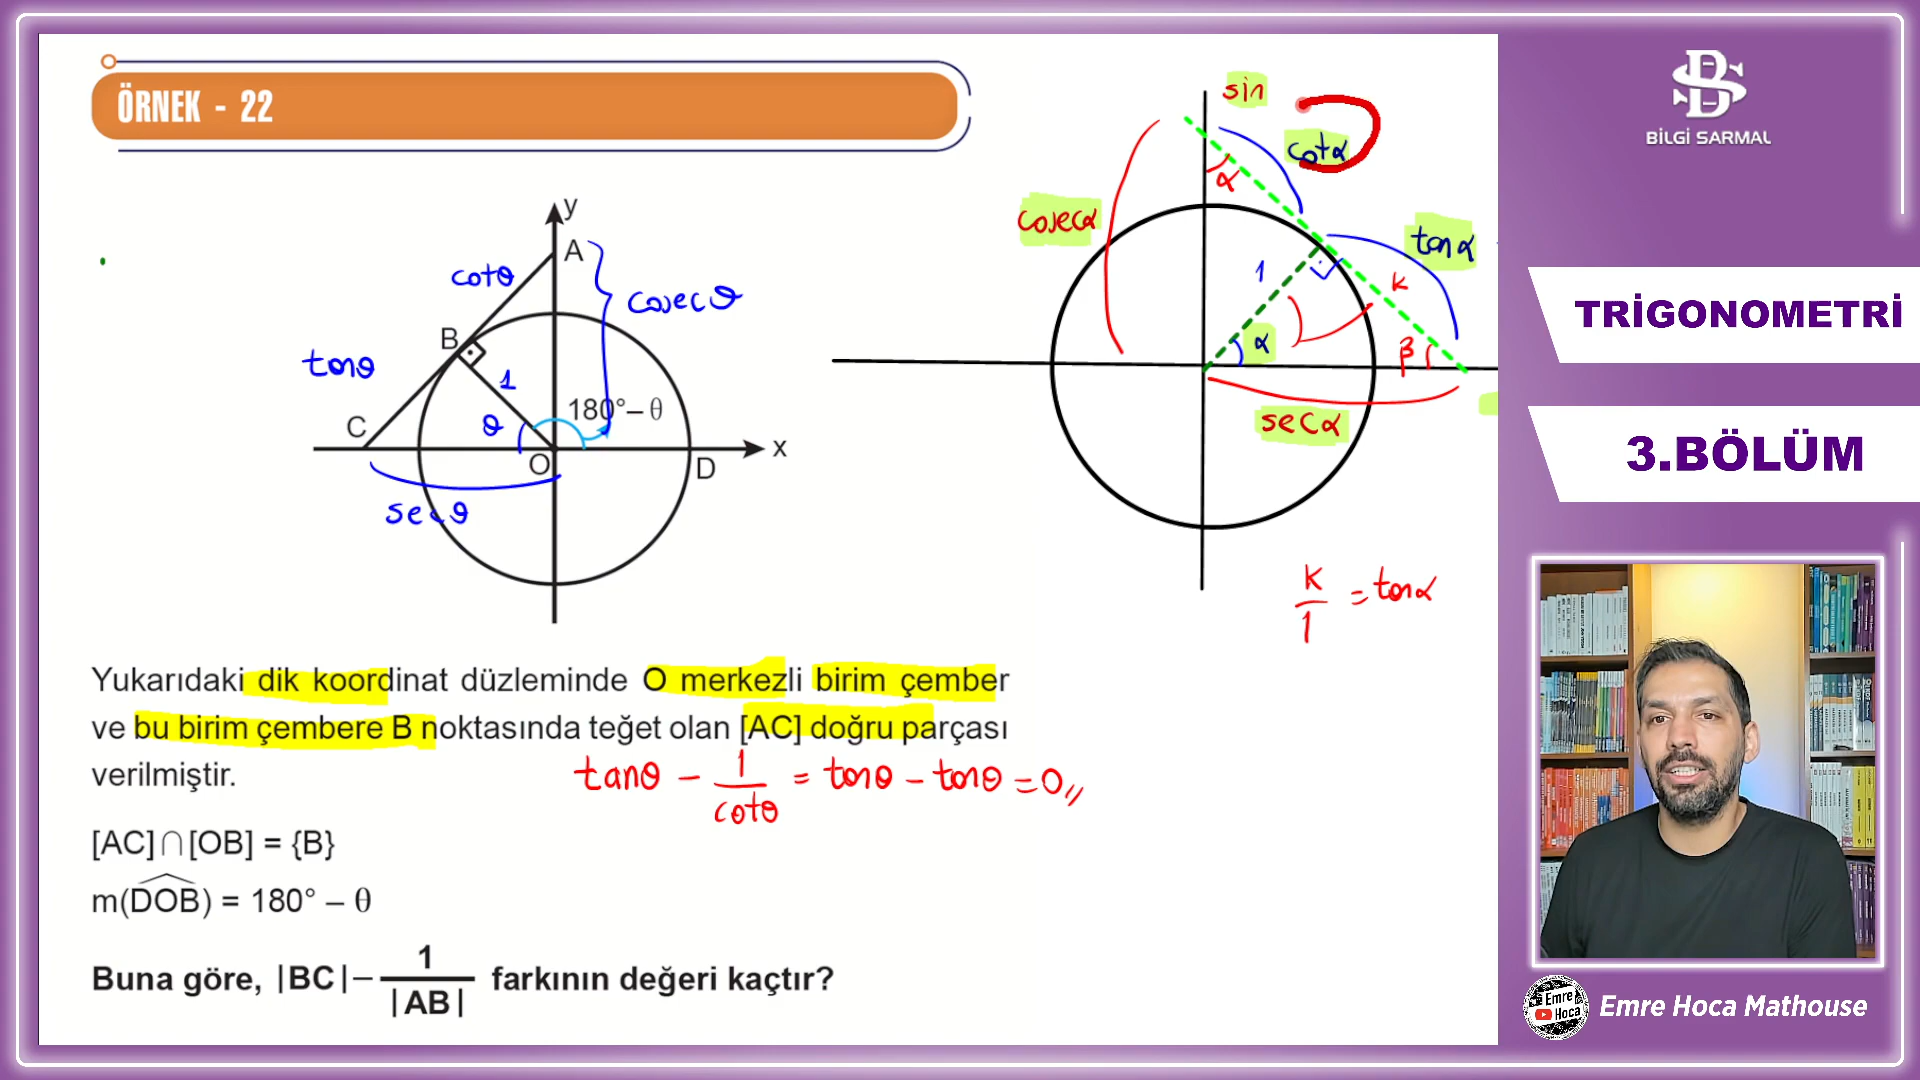 ÖRNEK - 22
y
A
cotθ
cosecθ
B
tanθ
1
180°– θ
C
θ
x
O
D
secθ
sin
cotα
α
cosecα
tanα
1
k
α
β
secα
k/1 = tanα
Yukarıdaki dik koordinat düzleminde O merkezli birim çember
ve bu birim çembere B noktasında teğet olan [AC] doğru parçası
verilmiştir.
tanθ – 1/cotθ = tanθ – tanθ = 0,,
[AC]∩[OB] = {B}
m(DOB) = 180° – θ
Buna göre, |BC|– 1/|AB| farkının değeri kaçtır?
BS
BİLGİ SARMAL
TRİGONOMETRİ
3.BÖLÜM
Emre Hoca
Emre Hoca Mathouse